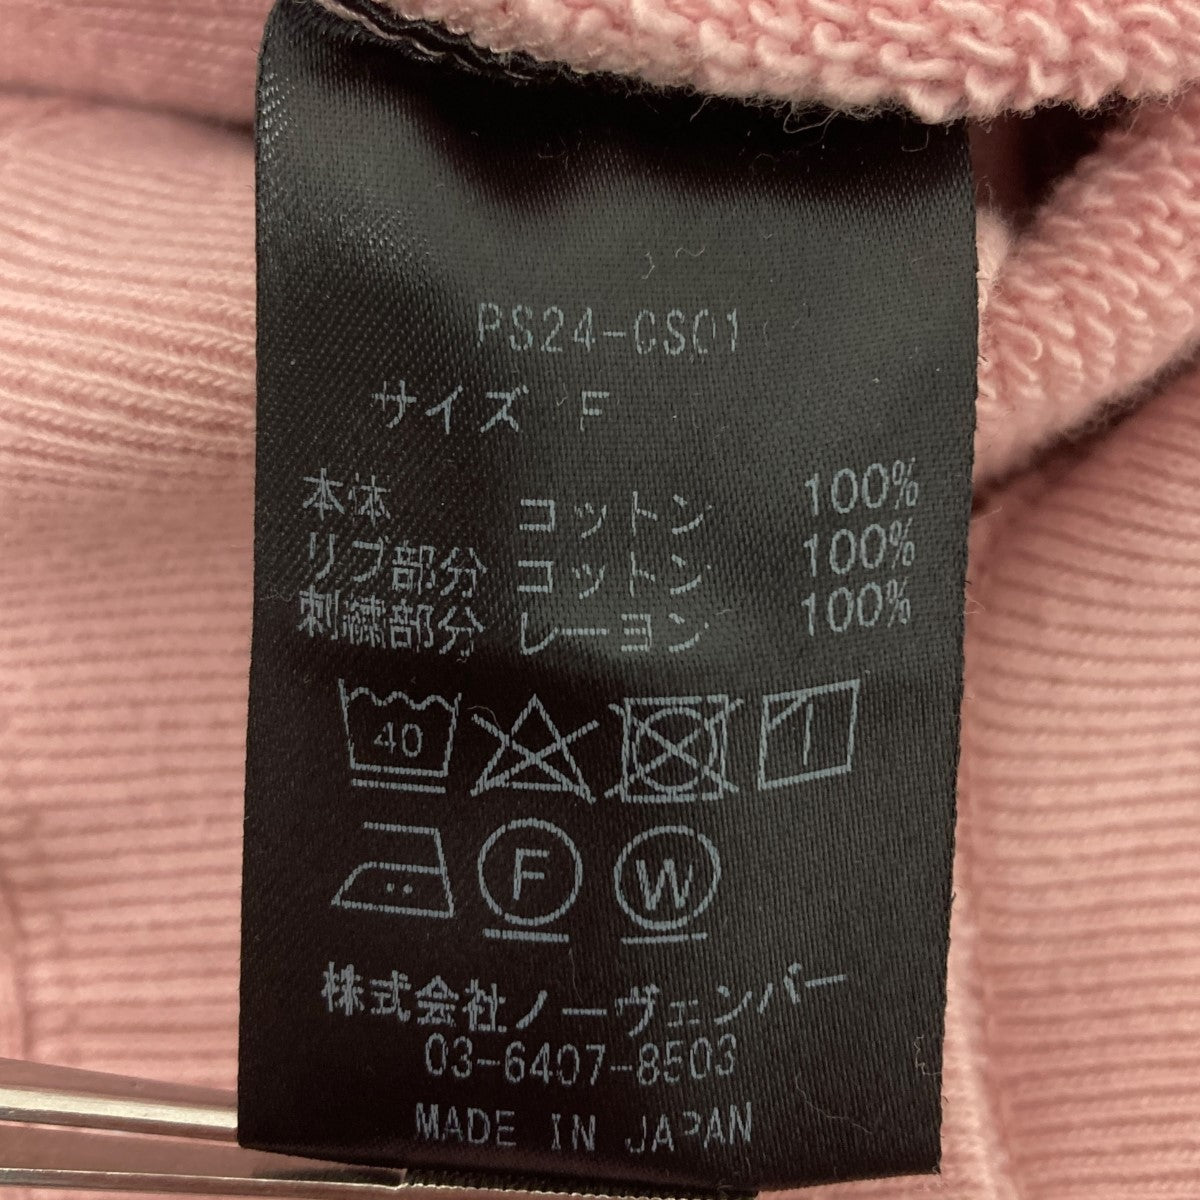 PS24-CS01
サイズ F
本体 コットン 100%
リブ部分 コットン 100%
刺繍部分 レーヨン 100%
40
F W
株式会社ノーヴェンバー
03-6407-8503
MADE IN JAPAN